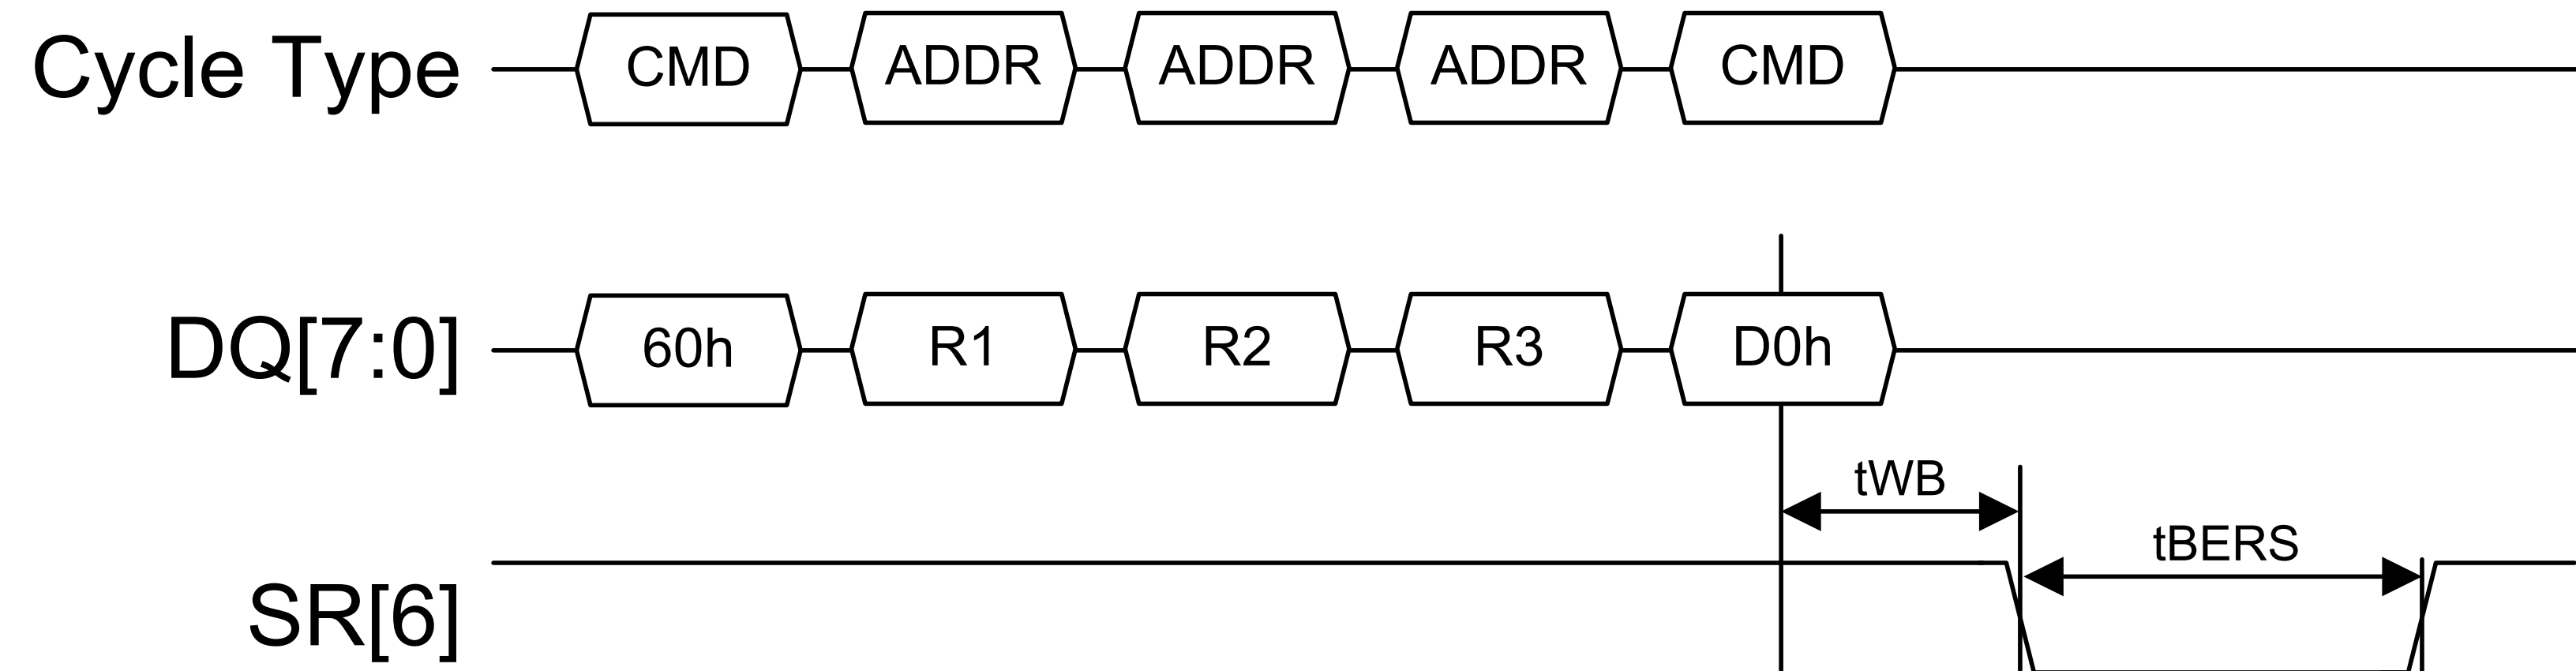 Cycle Type CMD ADDR ADDR ADDR CMD
DQ[7:0] 60h R1 R2 R3 D0h
tWB
tBERS
SR[6]